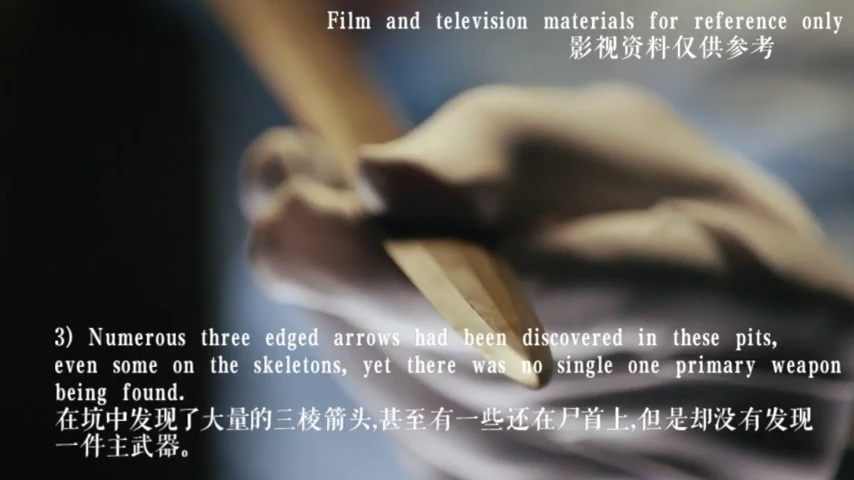 Film and television materials for reference only
影视资料仅供参考
3) Numerous three edged arrows had been discovered in these pits,
even some on the skeletons, yet there was no single one primary weapon
being found.
在坑中发现了大量的三棱箭头,甚至有一些还在尸首上,但是却没有发现
一件主武器。